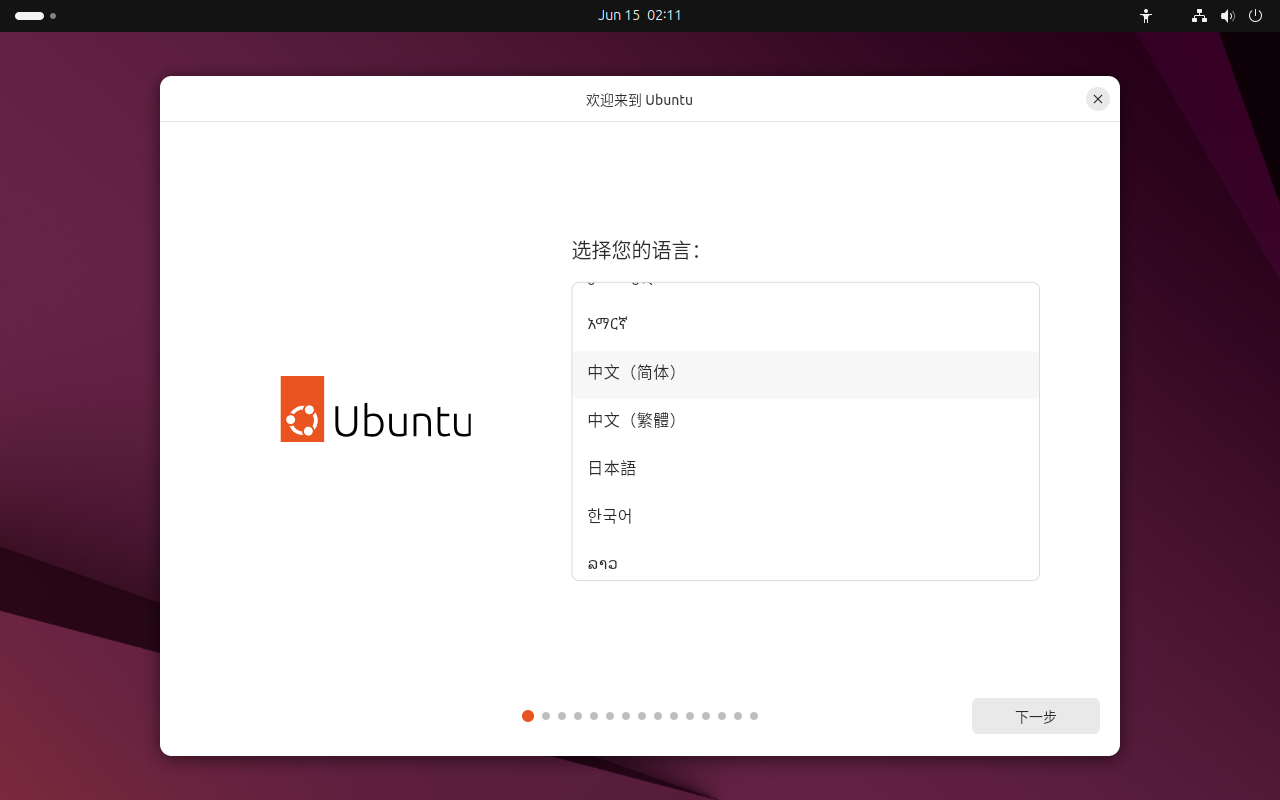 Jun 15 02:11
欢迎来到 Ubuntu
选择您的语言：
አማርኛ
中文（简体）
中文（繁體）
日本語
한국어
ລາວ
Ubuntu
下一步